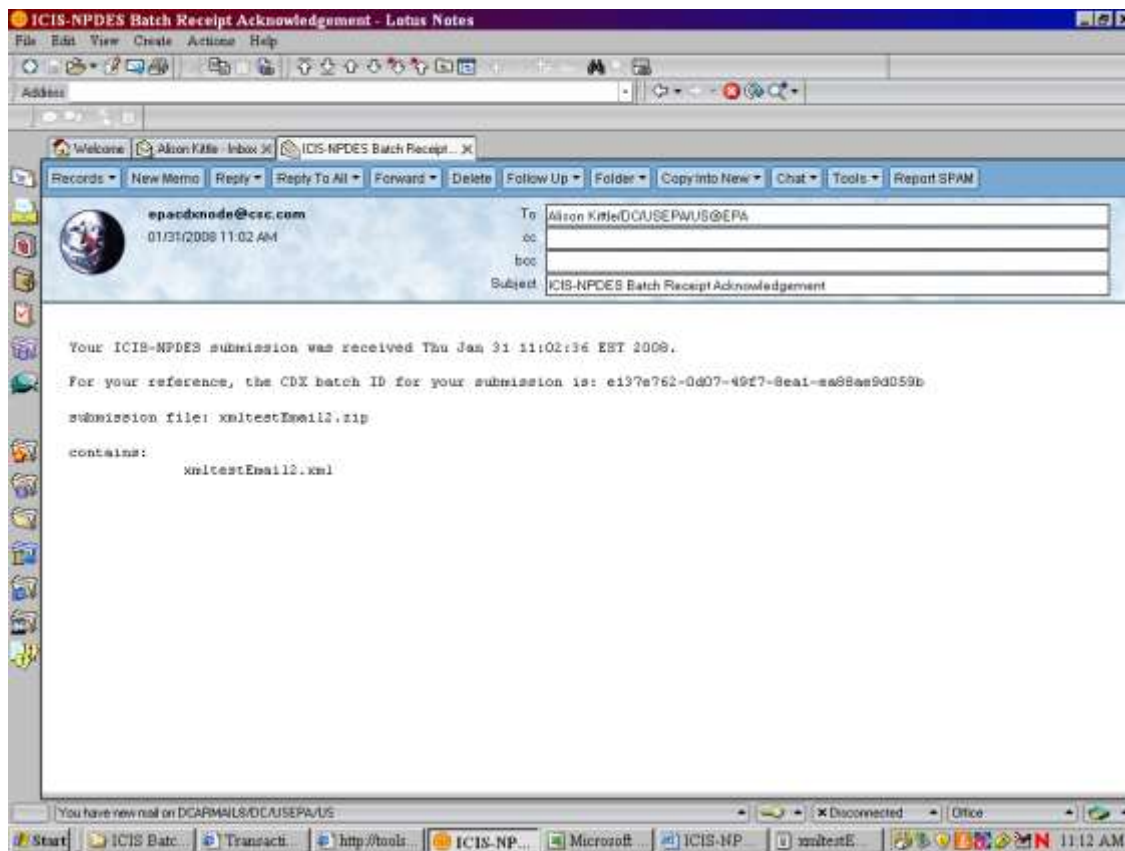 ICIS-NPDES Batch Receipt Acknowledgement - Lotus Notes
File Edit View Create Actions Help
Address
Welcome Alison Kittle - Inbox ICIS-NPDES Batch Receipt...
Records New Memo Reply Reply To All Forward Delete Follow Up Folder Copy Into New Chat Tools Report SPAM
epacdxnode@csc.com
01/31/2008 11:02 AM
To Alison Kittle/DC/USEPA/US@EPA
cc
bcc
Subject ICIS-NPDES Batch Receipt Acknowledgement
Your ICIS-NPDES submission was received Thu Jan 31 11:02:36 EST 2008.
For your reference, the CDX batch ID for your submission is: e137e762-0d07-49f7-8ea1-ea88ae9d059b
submission file: xmltestEmail2.zip
contains:
xmltestEmail2.xml
You have new mail on DCARMAIL8/DC/USEPA/US
Disconnected Office
Start ICIS Batc... Transacti... http://tools... ICIS-NP... Microsoft ... ICIS-NP... xmltestE... 11:12 AM